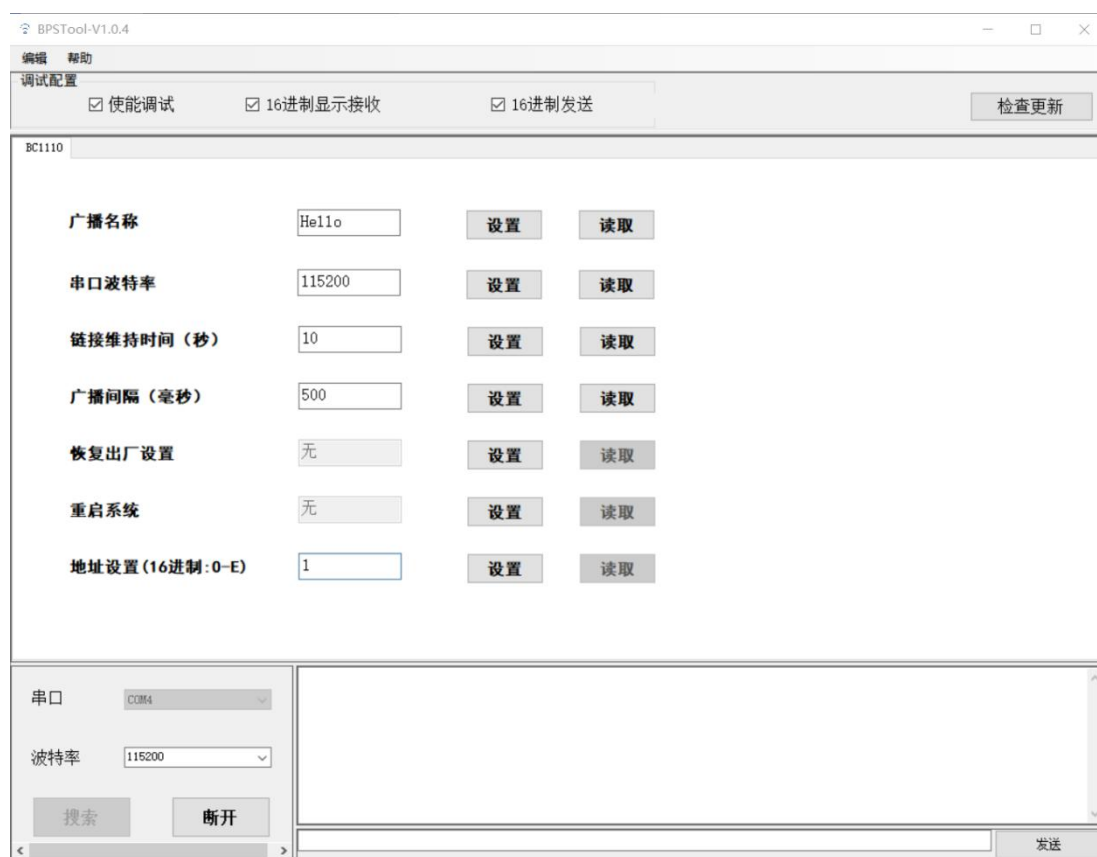 BPSTool-V1.0.4
编辑 帮助
调试配置
使能调试 16进制显示接收 16进制发送 检查更新
BC1110
广播名称 Hello 设置 读取
串口波特率 115200 设置 读取
链接维持时间（秒） 10 设置 读取
广播间隔（毫秒） 500 设置 读取
恢复出厂设置 无 设置 读取
重启系统 无 设置 读取
地址设置(16进制:0-E) 1 设置 读取
串口 COM4
波特率 115200
搜索 断开
发送